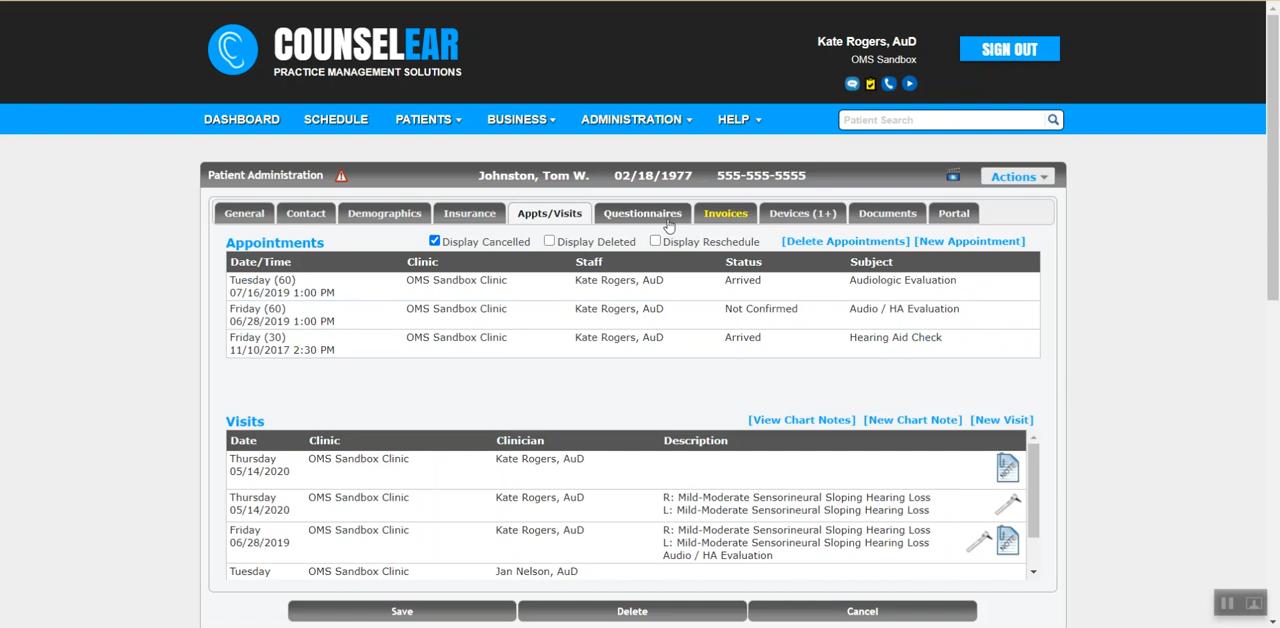 COUNSELEAR
PRACTICE MANAGEMENT SOLUTIONS
Kate Rogers, AuD
OMS Sandbox
SIGN OUT
DASHBOARD SCHEDULE PATIENTS BUSINESS ADMINISTRATION HELP Patient Search
Patient Administration Johnston, Tom W. 02/18/1977 555-555-5555 Actions
General Contact Demographics Insurance Appts/Visits Questionnaires Invoices Devices (1+) Documents Portal
Appointments Display Cancelled Display Deleted Display Reschedule [Delete Appointments] [New Appointment]
Date/Time Clinic Staff Status Subject
Tuesday (60) OMS Sandbox Clinic Kate Rogers, AuD Arrived Audiologic Evaluation
07/16/2019 1:00 PM
Friday (60) OMS Sandbox Clinic Kate Rogers, AuD Not Confirmed Audio / HA Evaluation
06/28/2019 1:00 PM
Friday (30) OMS Sandbox Clinic Kate Rogers, AuD Arrived Hearing Aid Check
11/10/2017 2:30 PM
Visits [View Chart Notes] [New Chart Note] [New Visit]
Date Clinic Clinician Description
Thursday OMS Sandbox Clinic Kate Rogers, AuD
05/14/2020
NOTE
Thursday OMS Sandbox Clinic Kate Rogers, AuD R: Mild-Moderate Sensorineural Sloping Hearing Loss
05/14/2020 L: Mild-Moderate Sensorineural Sloping Hearing Loss
Friday OMS Sandbox Clinic Kate Rogers, AuD R: Mild-Moderate Sensorineural Sloping Hearing Loss
06/28/2019 L: Mild-Moderate Sensorineural Sloping Hearing Loss
Audio / HA Evaluation
NOTE
Tuesday OMS Sandbox Clinic Jan Nelson, AuD
Save Delete Cancel